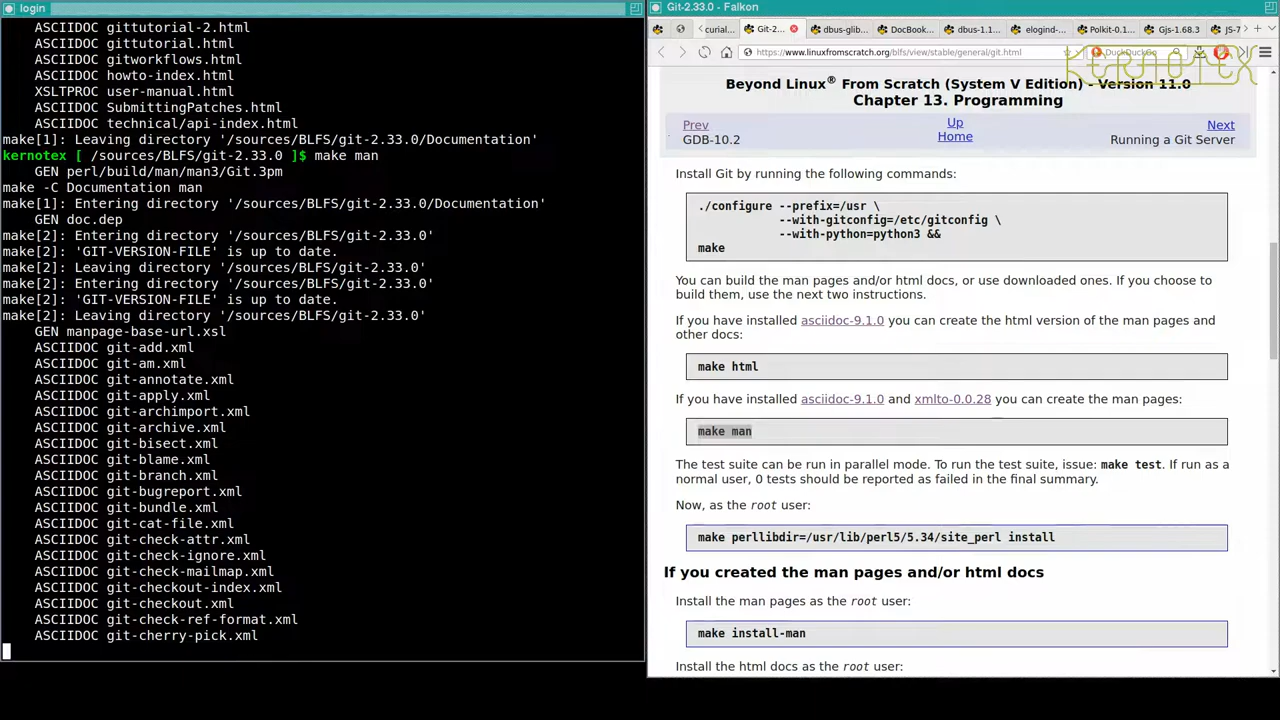 login
ASCIIDOC gittutorial-2.html
ASCIIDOC gittutorial.html
ASCIIDOC gitworkflows.html
ASCIIDOC howto-index.html
XSLTPROC user-manual.html
ASCIIDOC SubmittingPatches.html
ASCIIDOC technical/api-index.html
make[1]: Leaving directory '/sources/BLFS/git-2.33.0/Documentation'
kernotex [ /sources/BLFS/git-2.33.0 ]$ make man
GEN perl/build/man/man3/Git.3pm
make -C Documentation man
make[1]: Entering directory '/sources/BLFS/git-2.33.0/Documentation'
GEN doc.dep
make[2]: Entering directory '/sources/BLFS/git-2.33.0'
make[2]: 'GIT-VERSION-FILE' is up to date.
make[2]: Leaving directory '/sources/BLFS/git-2.33.0'
make[2]: Entering directory '/sources/BLFS/git-2.33.0'
make[2]: 'GIT-VERSION-FILE' is up to date.
make[2]: Leaving directory '/sources/BLFS/git-2.33.0'
GEN manpage-base-url.xsl
ASCIIDOC git-add.xml
ASCIIDOC git-am.xml
ASCIIDOC git-annotate.xml
ASCIIDOC git-apply.xml
ASCIIDOC git-archimport.xml
ASCIIDOC git-archive.xml
ASCIIDOC git-bisect.xml
ASCIIDOC git-blame.xml
ASCIIDOC git-branch.xml
ASCIIDOC git-bugreport.xml
ASCIIDOC git-bundle.xml
ASCIIDOC git-cat-file.xml
ASCIIDOC git-check-attr.xml
ASCIIDOC git-check-ignore.xml
ASCIIDOC git-check-mailmap.xml
ASCIIDOC git-checkout-index.xml
ASCIIDOC git-checkout.xml
ASCIIDOC git-check-ref-format.xml
ASCIIDOC git-cherry-pick.xml
Git-2.33.0 - Falkon
curial... Git-2... dbus-glib... DocBook... dbus-1.1... elogind-... Polkit-0.1... Gjs-1.68.3 JS-7
https://www.linuxfromscratch.org/blfs/view/stable/general/git.html
DuckDuckGo
KERNOTEX
Beyond Linux® From Scratch (System V Edition) - Version 11.0
Chapter 13. Programming
Prev Up Next
GDB-10.2 Home Running a Git Server
Install Git by running the following commands:
./configure --prefix=/usr \
--with-gitconfig=/etc/gitconfig \
--with-python=python3 &&
make
You can build the man pages and/or html docs, or use downloaded ones. If you choose to
build them, use the next two instructions.
If you have installed asciidoc-9.1.0 you can create the html version of the man pages and
other docs:
make html
If you have installed asciidoc-9.1.0 and xmlto-0.0.28 you can create the man pages:
make man
The test suite can be run in parallel mode. To run the test suite, issue: make test. If run as a
normal user, 0 tests should be reported as failed in the final summary.
Now, as the root user:
make perllibdir=/usr/lib/perl5/5.34/site_perl install
If you created the man pages and/or html docs
Install the man pages as the root user:
make install-man
Install the html docs as the root user: